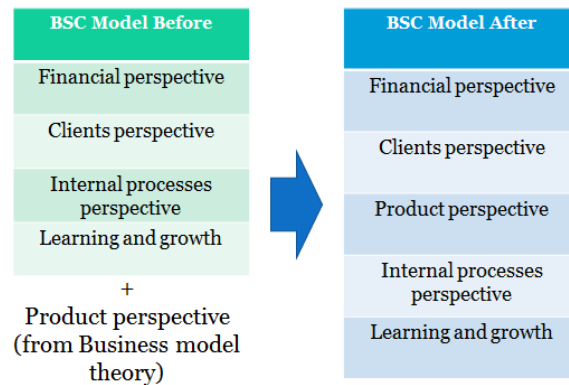 BSC Model Before
Financial perspective
Clients perspective
Internal processes
perspective
Learning and growth
+
Product perspective
(from Business model
theory)
BSC Model After
Financial perspective
Clients perspective
Product perspective
Internal processes
perspective
Learning and growth